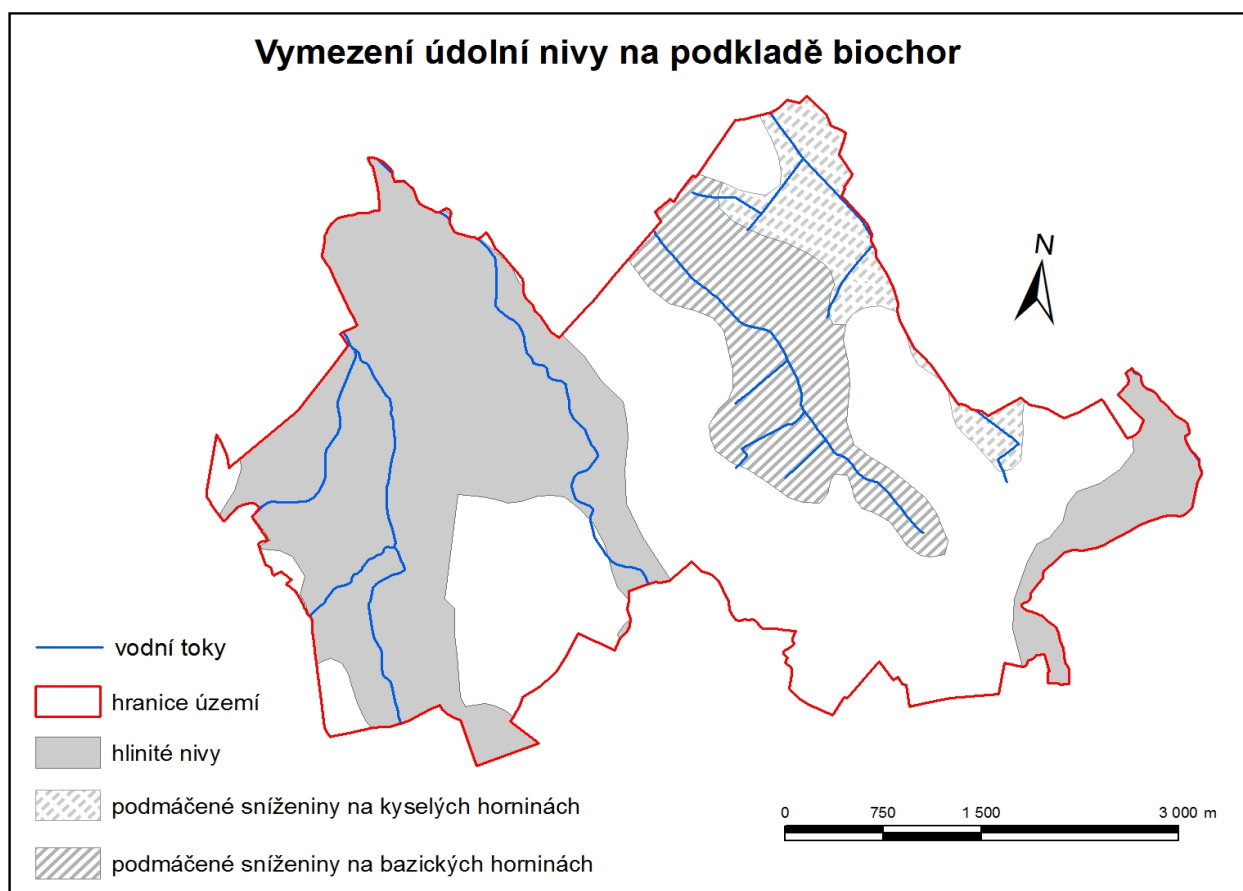 Vymezení údolní nivy na podkladě biochor
N
vodní toky
hranice území
hlinité nivy
podmáčené sníženiny na kyselých horninách
podmáčené sníženiny na bazických horninách
0 750 1 500 3 000 m